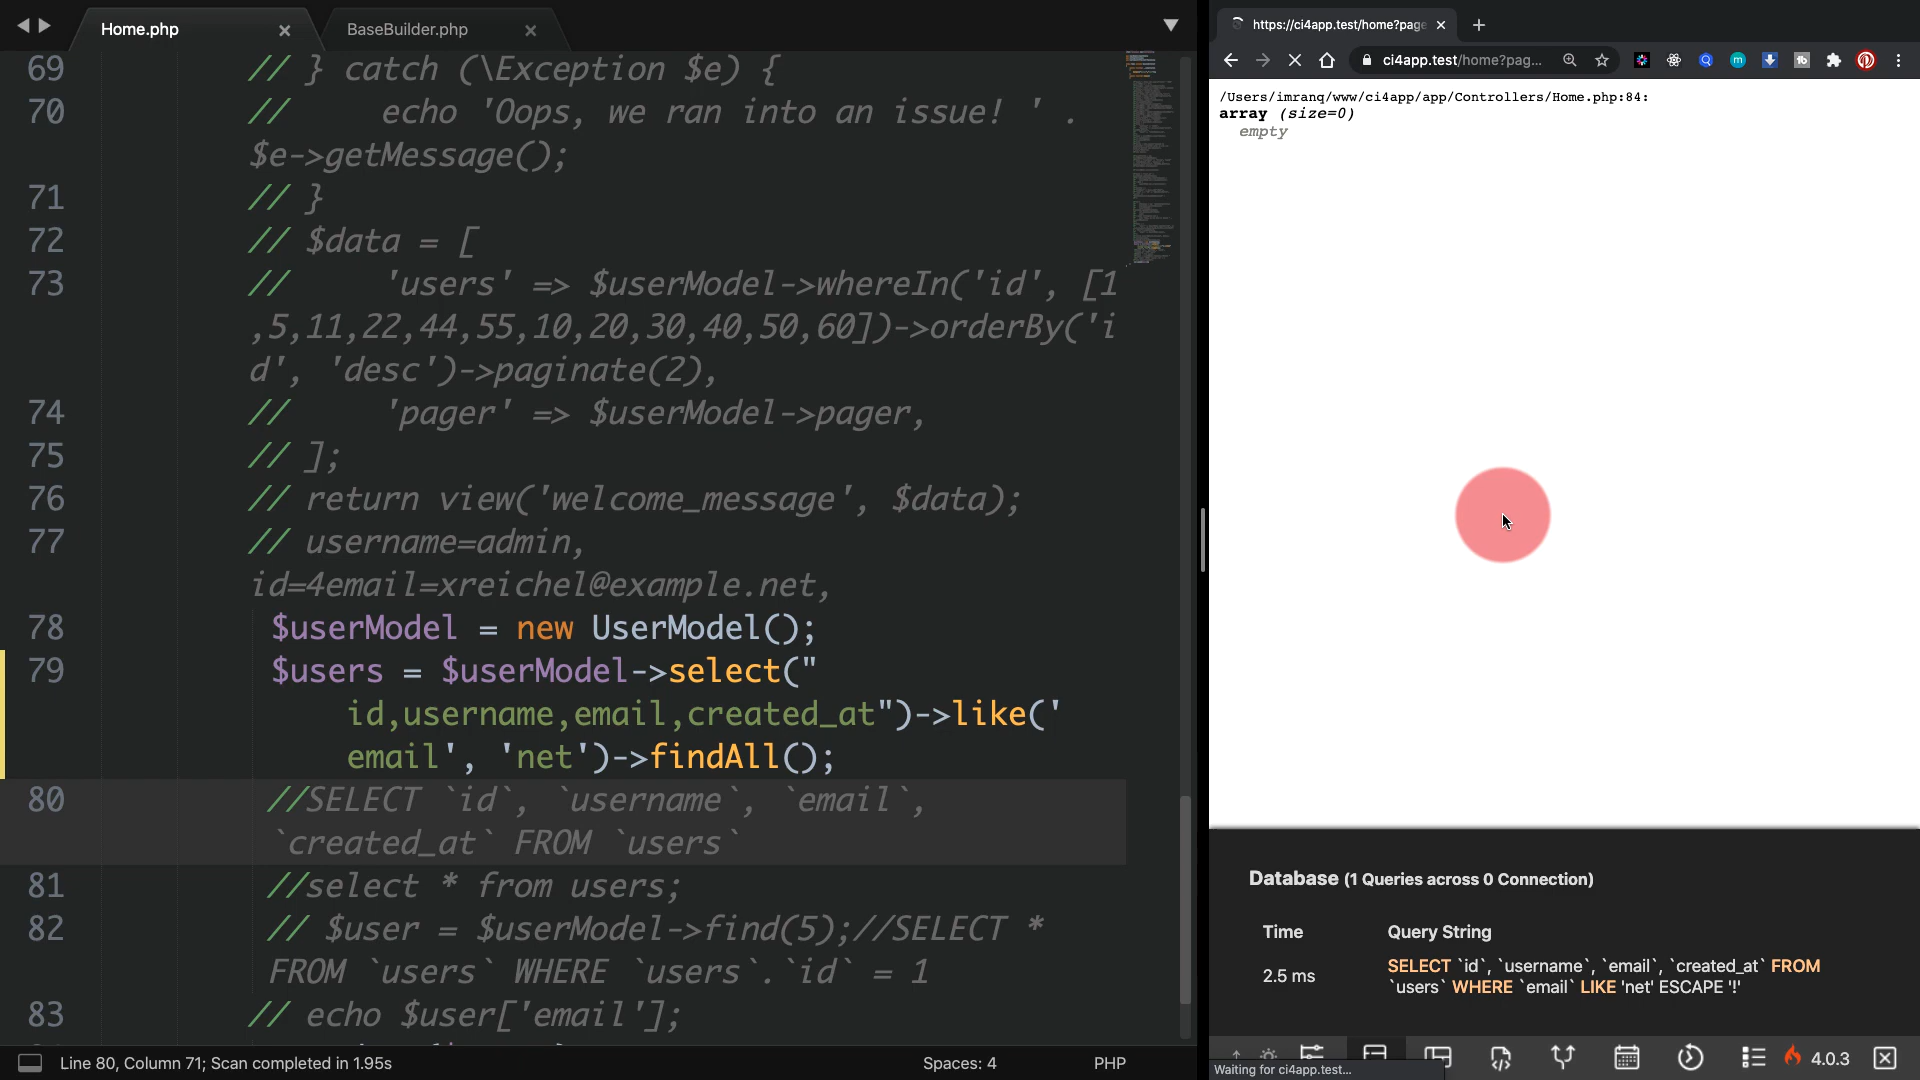 Home.php
BaseBuilder.php
69 // } catch (\Exception $e) {
70 //     echo 'Oops, we ran into an issue! ' .
$e->getMessage();
71 // }
72 // $data = [
73 //     'users' => $userModel->whereIn('id', [1
,5,11,22,44,55,10,20,30,40,50,60])->orderBy('i
d', 'desc')->paginate(2),
74 //     'pager' => $userModel->pager,
75 // ];
76 // return view('welcome_message', $data);
77 // username=admin,
id=4email=xreichel@example.net,
78 $userModel = new UserModel();
79 $users = $userModel->select("
id,username,email,created_at")->like('
email', 'net')->findAll();
80 //SELECT `id`, `username`, `email`,
`created_at` FROM `users`
81 //select * from users;
82 // $user = $userModel->find(5);//SELECT *
FROM `users` WHERE `users`.`id` = 1
83 // echo $user['email'];
Line 80, Column 71; Scan completed in 1.95s
Spaces: 4
PHP
https://ci4app.test/home?page
ci4app.test/home?pag...
/Users/imranq/www/ci4app/app/Controllers/Home.php:84:
array (size=0)
empty
Database (1 Queries across 0 Connection)
Time Query String
2.5 ms SELECT `id`, `username`, `email`, `created_at` FROM
`users` WHERE `email` LIKE 'net' ESCAPE '!'
4.0.3
Waiting for ci4app.test...